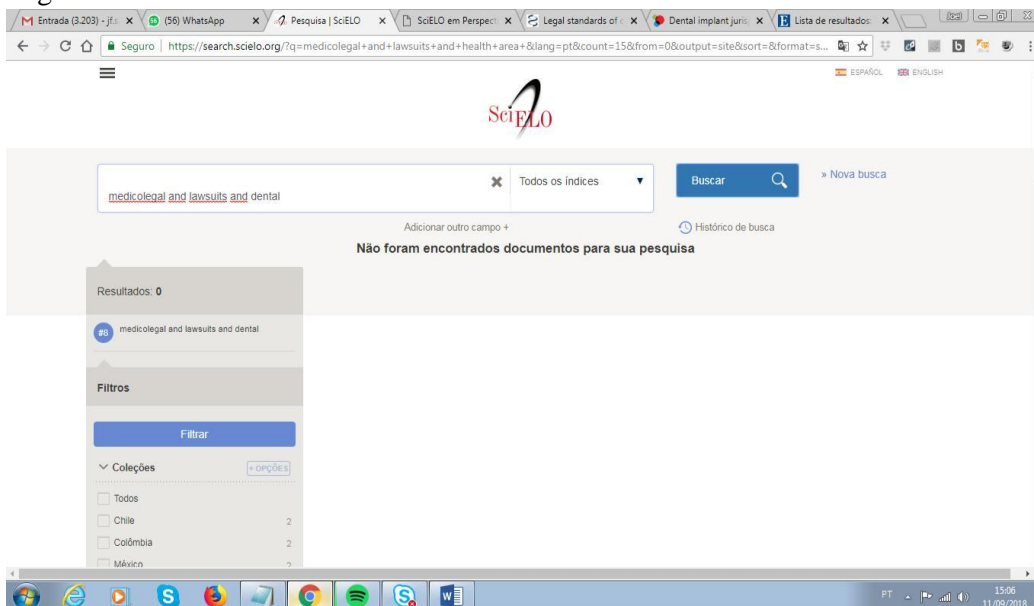 Entrada (3.203) - jf.s
(56) WhatsApp
Pesquisa | SciELO
SciELO em Perspect
Legal standards of c
Dental implant juris
Lista de resultados:
Seguro | https://search.scielo.org/?q=medicolegal+and+lawsuits+and+health+area+&lang=pt&count=15&from=0&output=site&sort=&format=s...
ESPAÑOL ENGLISH
SciELO
medicolegal and lawsuits and dental
Todos os índices
Buscar
» Nova busca
Adicionar outro campo +
Histórico de busca
Não foram encontrados documentos para sua pesquisa
Resultados: 0
#8 medicolegal and lawsuits and dental
Filtros
Filtrar
Coleções
+ OPÇÕES
Todos
Chile 2
Colômbia 2
México 2
PT
15:06
11/09/2018